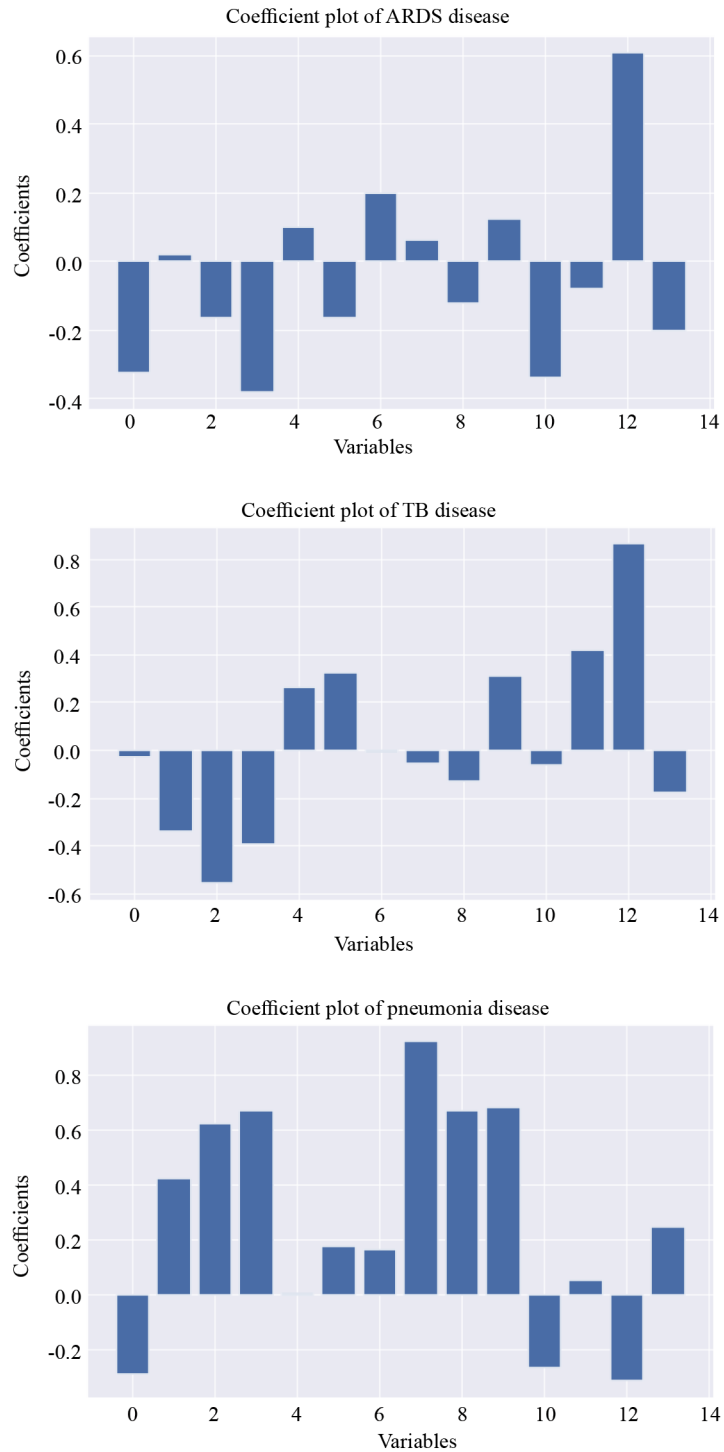 Coefficient plot of ARDS disease
0.6
0.4
0.2
0.0
-0.2
-0.4
Coefficients
0 2 4 6 8 10 12 14
Variables
Coefficient plot of TB disease
0.8
0.6
0.4
0.2
0.0
-0.2
-0.4
-0.6
Coefficients
0 2 4 6 8 10 12 14
Variables
Coefficient plot of pneumonia disease
0.8
0.6
0.4
0.2
0.0
-0.2
Coefficients
0 2 4 6 8 10 12 14
Variables